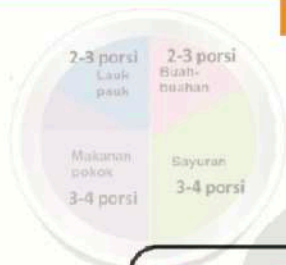 2-3 porsi
Lauk
pauk
2-3 porsi
Buah-
buahan
Makanan
pokok
3-4 porsi
Sayuran
3-4 porsi